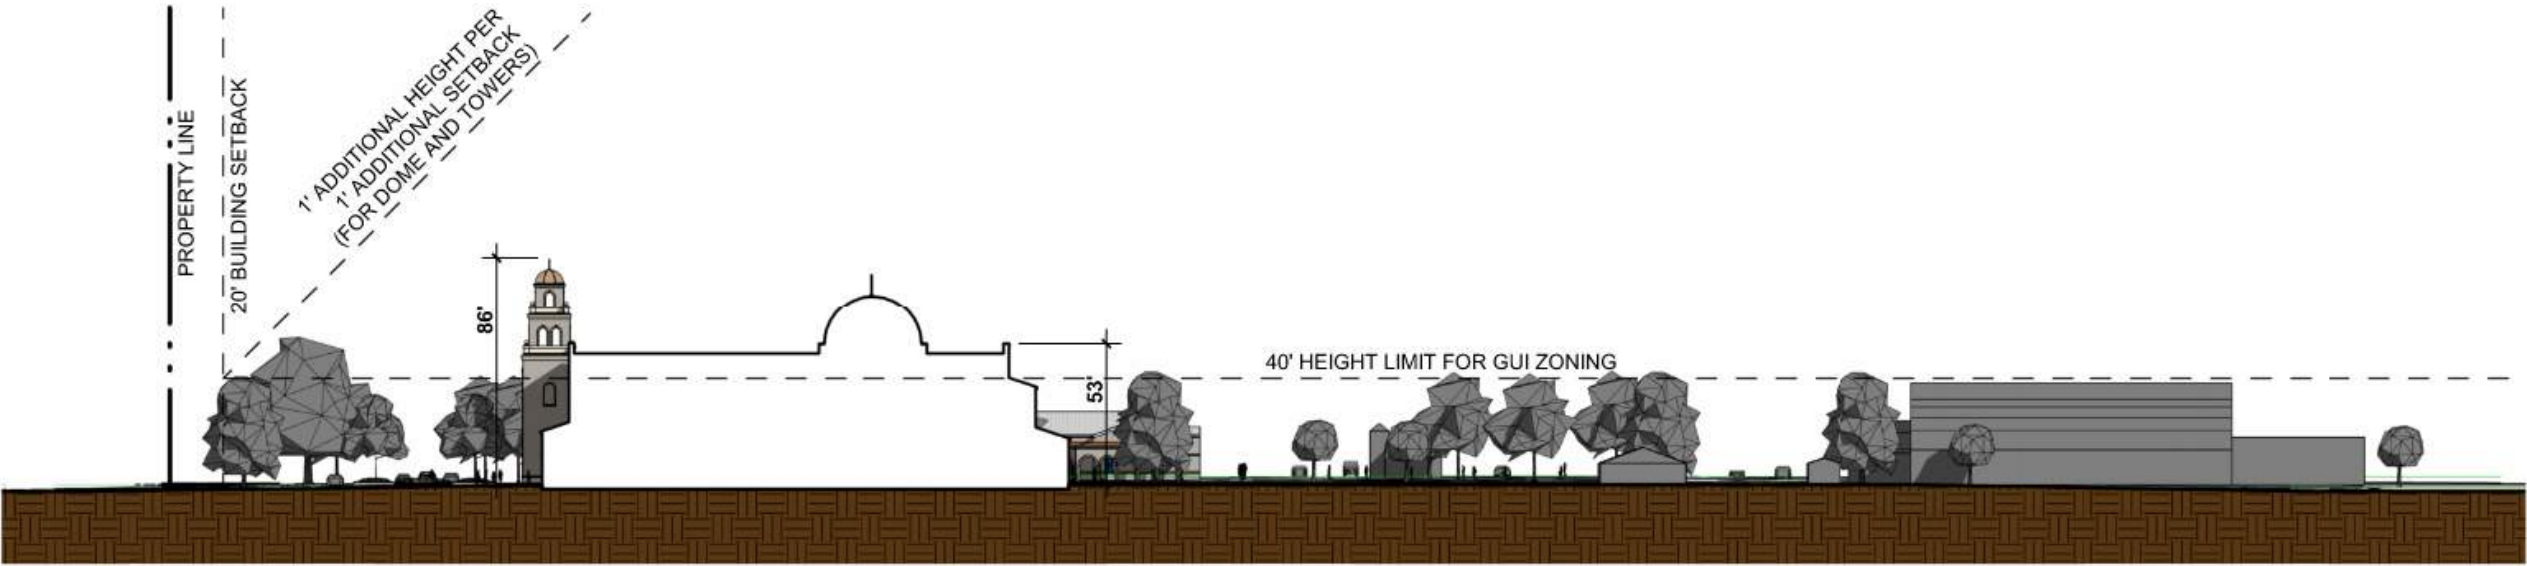 PROPERTY LINE
20' BUILDING SETBACK
1' ADDITIONAL HEIGHT PER
1' ADDITIONAL SETBACK
(FOR DOME AND TOWERS)
86'
53'
40' HEIGHT LIMIT FOR GUI ZONING